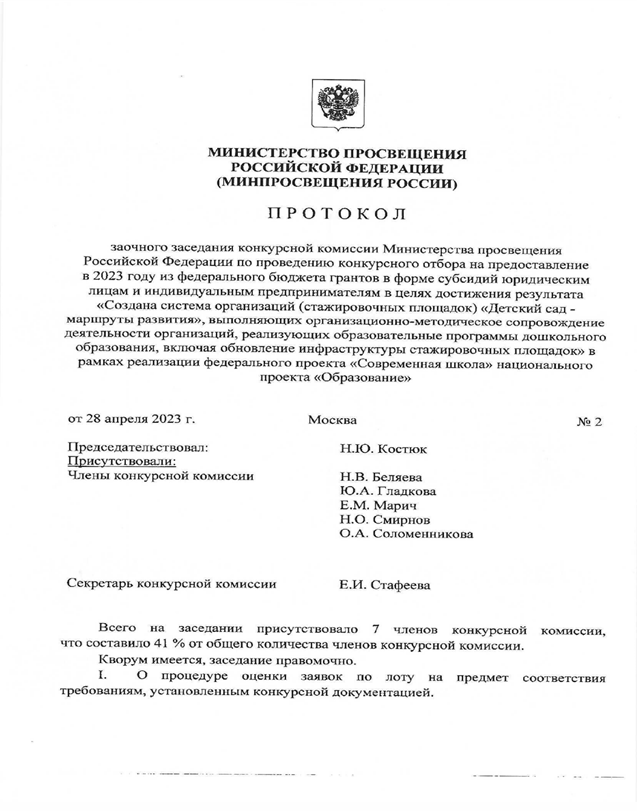 МИНИСТЕРСТВО ПРОСВЕЩЕНИЯ
РОССИЙСКОЙ ФЕДЕРАЦИИ
(МИНПРОСВЕЩЕНИЯ РОССИИ)
ПРОТОКОЛ
заочного заседания конкурсной комиссии Министерства просвещения
Российской Федерации по проведению конкурсного отбора на предоставление
в 2023 году из федерального бюджета грантов в форме субсидий юридическим
лицам и индивидуальным предпринимателям в целях достижения результата
«Создана система организаций (стажировочных площадок) «Детский сад -
маршруты развития», выполняющих организационно-методическое сопровождение
деятельности организаций, реализующих образовательные программы дошкольного
образования, включая обновление инфраструктуры стажировочных площадок» в
рамках реализации федерального проекта «Современная школа» национального
проекта «Образование»
от 28 апреля 2023 г. Москва № 2
Председательствовал: Н.Ю. Костюк
Присутствовали:
Члены конкурсной комиссии Н.В. Беляева
Ю.А. Гладкова
Е.М. Марич
Н.О. Смирнов
О.А. Соломенникова
Секретарь конкурсной комиссии Е.И. Стафеева
Всего на заседании присутствовало 7 членов конкурсной комиссии,
что составило 41 % от общего количества членов конкурсной комиссии.
Кворум имеется, заседание правомочно.
I. О процедуре оценки заявок по лоту на предмет соответствия
требованиям, установленным конкурсной документацией.